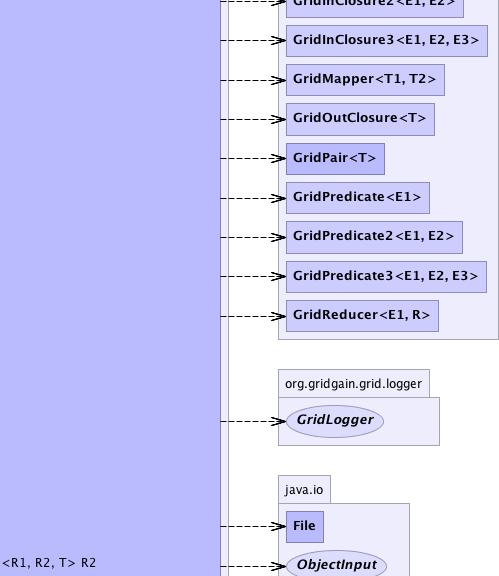 GridInClosure2<E1, E2>
GridInClosure3<E1, E2, E3>
GridMapper<T1, T2>
GridOutClosure<T>
GridPair<T>
GridPredicate<E1>
GridPredicate2<E1, E2>
GridPredicate3<E1, E2, E3>
GridReducer<E1, R>
org.gridgain.grid.logger
GridLogger
java.io
File
<R1, R2, T> R2
ObjectInput